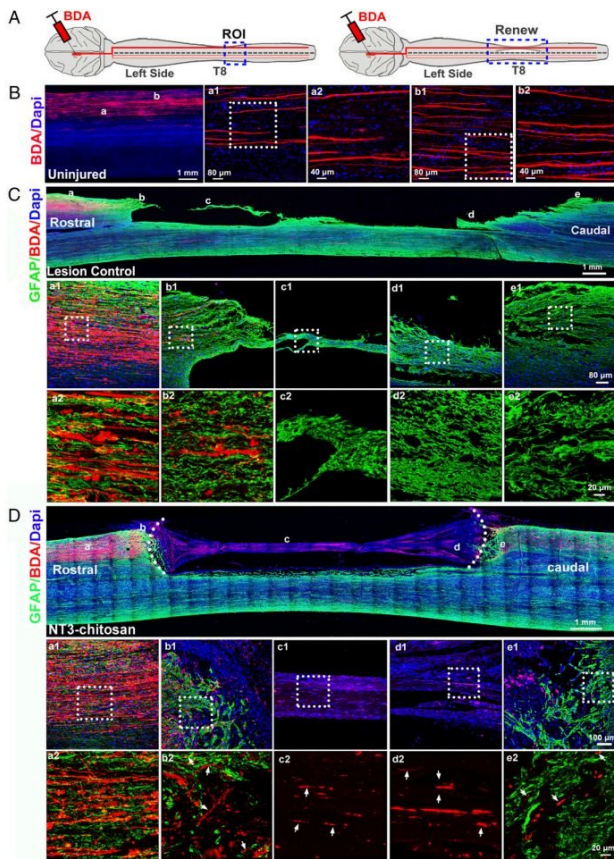 A
BDA
ROI
Left Side
T8
BDA
Renew
Left Side
T8
B
BDA/Dapi
b
a
Uninjured
1 mm
a1
80 μm
a2
40 μm
b1
80 μm
b2
40 μm
C
GFAP/BDA/Dapi
a
b
c
d
e
Rostral
Caudal
Lesion Control
1 mm
a1
b1
c1
d1
e1
80 μm
a2
b2
c2
d2
e2
20 μm
D
GFAP/BDA/Dapi
a
b
c
d
e
Rostral
caudal
NT3-chitosan
1 mm
a1
b1
c1
d1
e1
100 μm
a2
b2
c2
d2
e2
20 μm